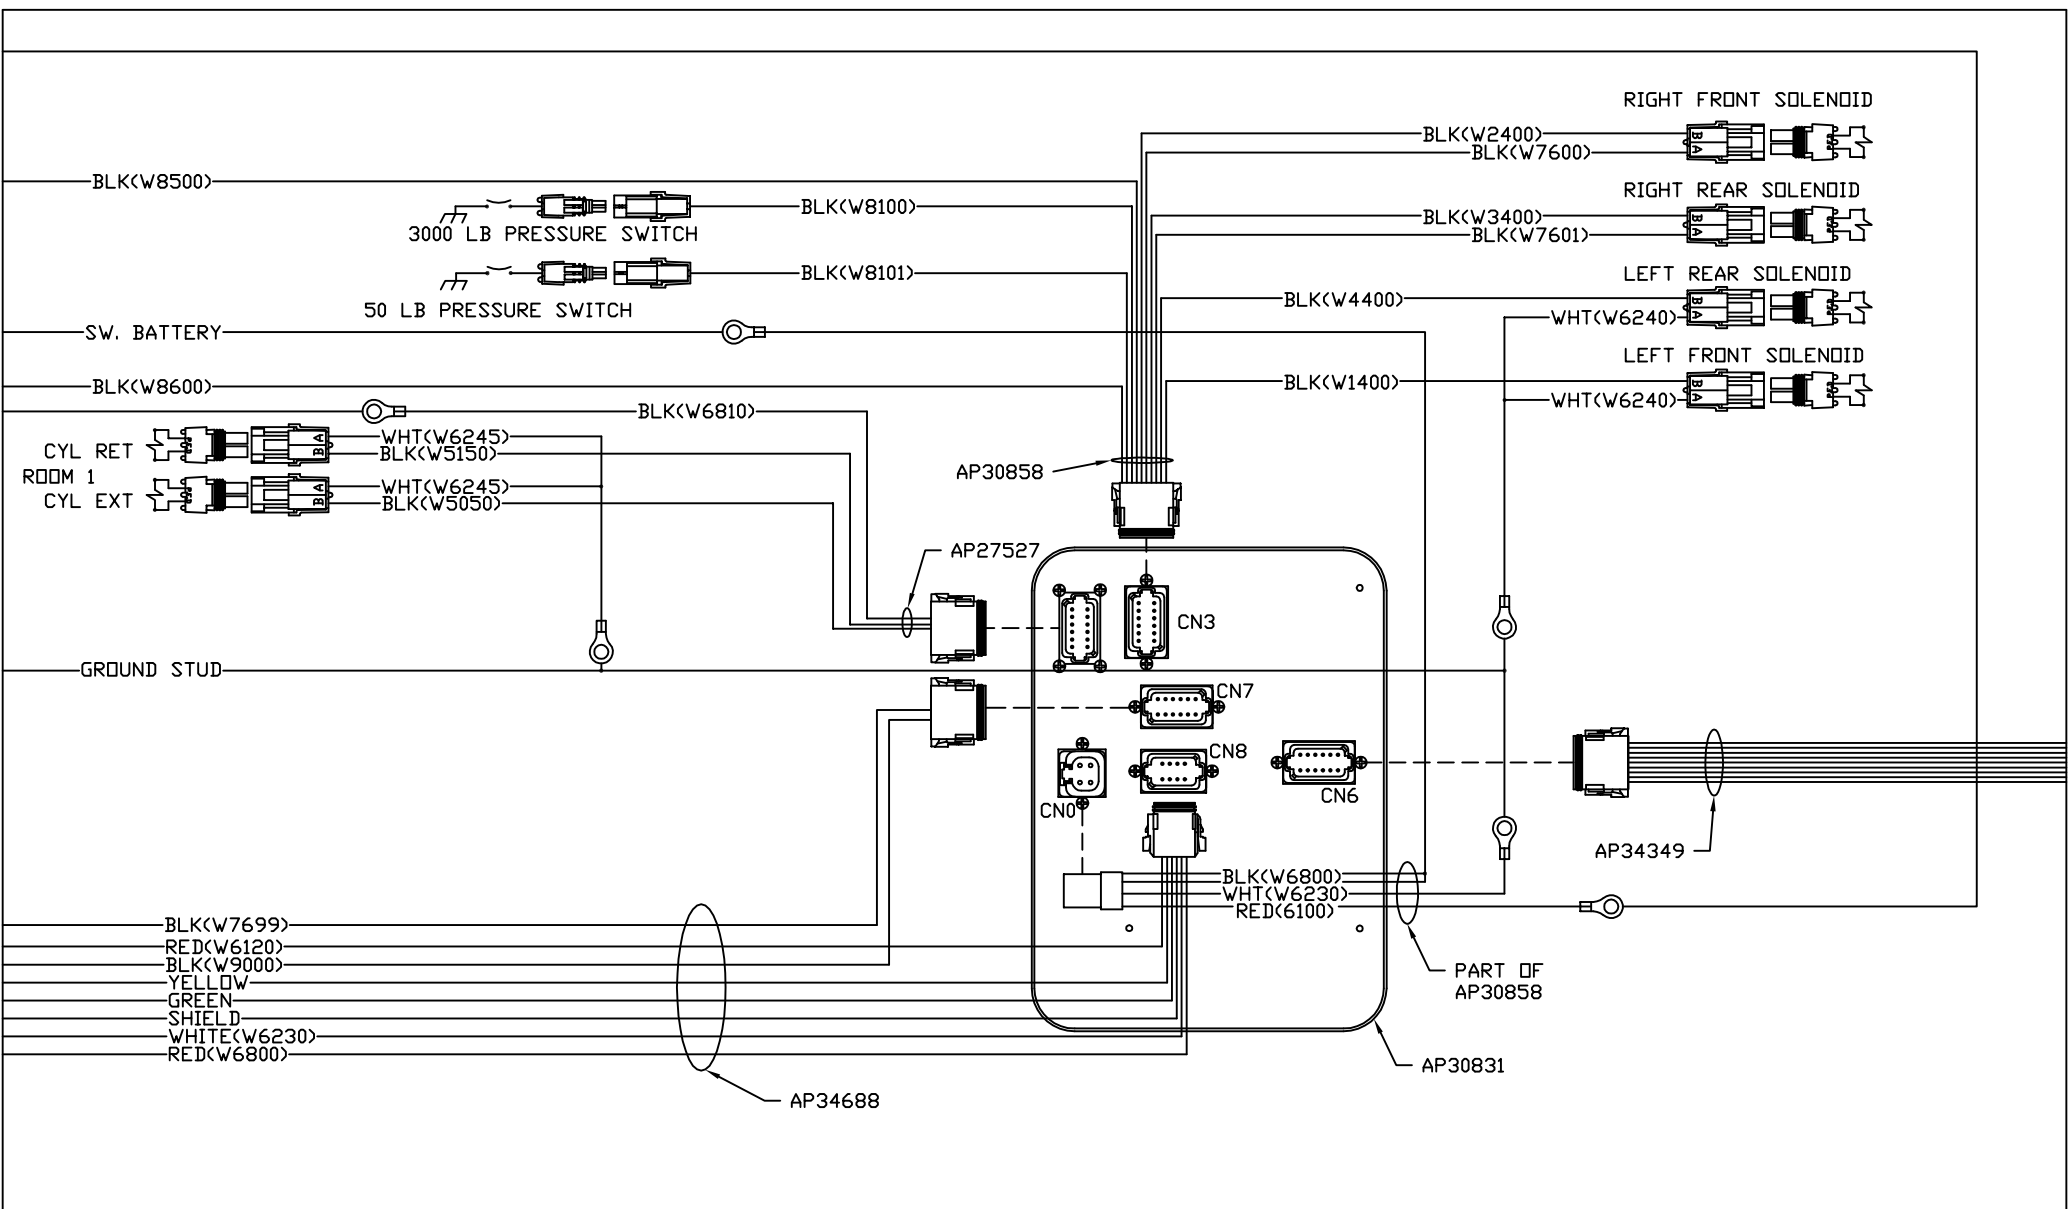 RIGHT FRONT SOLENOID
BLK(W2400)
BLK(W7600)
B
A
BLK(W8500)
RIGHT REAR SOLENOID
BLK(W8100)
3000 LB PRESSURE SWITCH
BLK(W3400)
BLK(W7601)
B
A
BLK(W8101)
50 LB PRESSURE SWITCH
LEFT REAR SOLENOID
BLK(W4400)
WHT(W6240)
B
A
SW. BATTERY
LEFT FRONT SOLENOID
BLK(W8600)
BLK(W1400)
WHT(W6240)
B
A
BLK(W6810)
CYL RET
ROOM 1
CYL EXT
A
B
WHT(W6245)
BLK(W5150)
A
B
WHT(W6245)
BLK(W5050)
AP30858
AP27527
CN3
GROUND STUD
CN7
CN8
CN6
CN0
AP34349
BLK(W6800)
WHT(W6230)
RED(6100)
BLK(W7699)
RED(W6120)
BLK(W9000)
YELLOW
GREEN
SHIELD
WHITE(W6230)
RED(W6800)
PART OF
AP30858
AP30831
AP34688